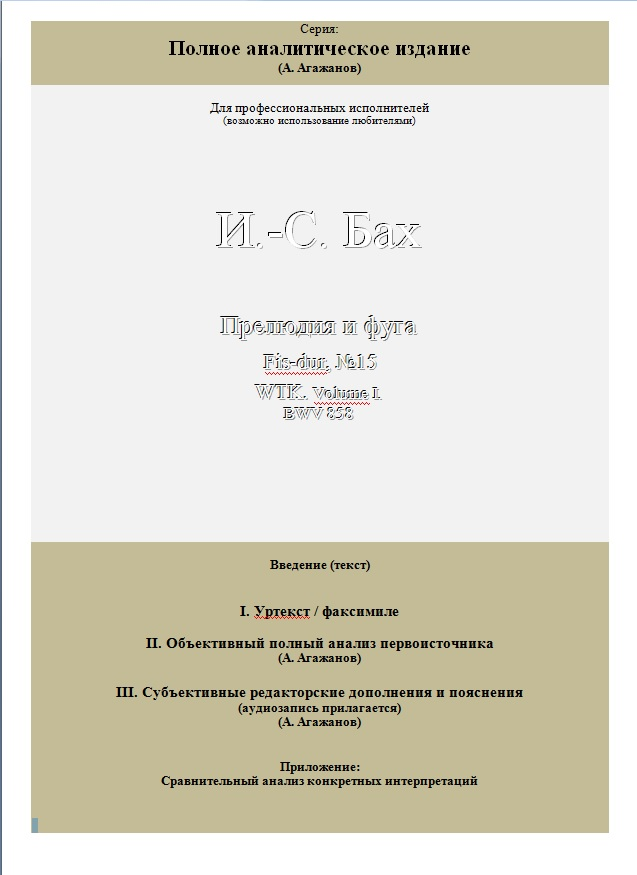 Серия:
Полное аналитическое издание
(А. Агажанов)
Для профессиональных исполнителей
(возможно использование любителями)
И.-С. Бах
Прелюдия и фуга
Fis-dur, №15
WTK. Volume I
BWV 858
Введение (текст)
I. Уртекст / факсимиле
II. Объективный полный анализ первоисточника
(А. Агажанов)
III. Субъективные редакторские дополнения и пояснения
(аудиозапись прилагается)
(А. Агажанов)
Приложение:
Сравнительный анализ конкретных интерпретаций